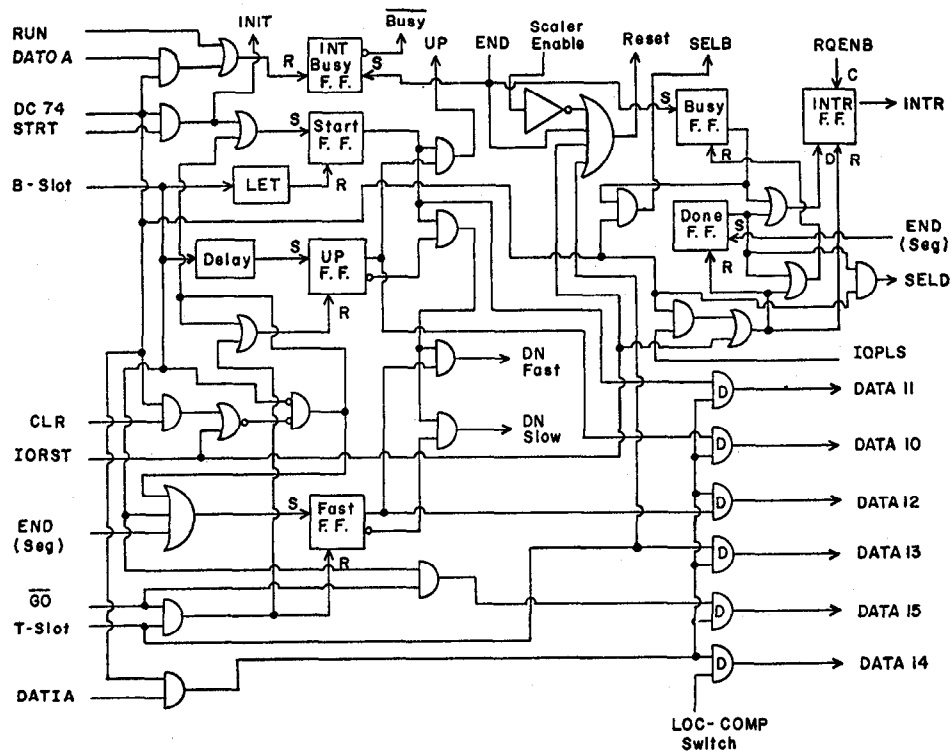 INIT
Busy
UP
END
Scaler
Enable
Reset
SELB
RQENB
RUN
DATO A
DC 74
STRT
B-Slot
R
INT
Busy
F. F.
S
S
Start
F. F.
R
LET
Delay
S
UP
F. F.
R
S
Busy
F. F.
R
C
INTR
F. F.
D
R
INTR
Done
F. F.
S
R
END
(Seg)
SELD
IOPLS
DN
Fast
DN
Slow
CLR
IORST
END
(Seg)
S
Fast
F. F.
R
GO
T-Slot
DATIA
D
DATA 11
D
DATA 10
D
DATA 12
D
DATA 13
D
DATA 15
D
DATA 14
LOC-COMP
Switch